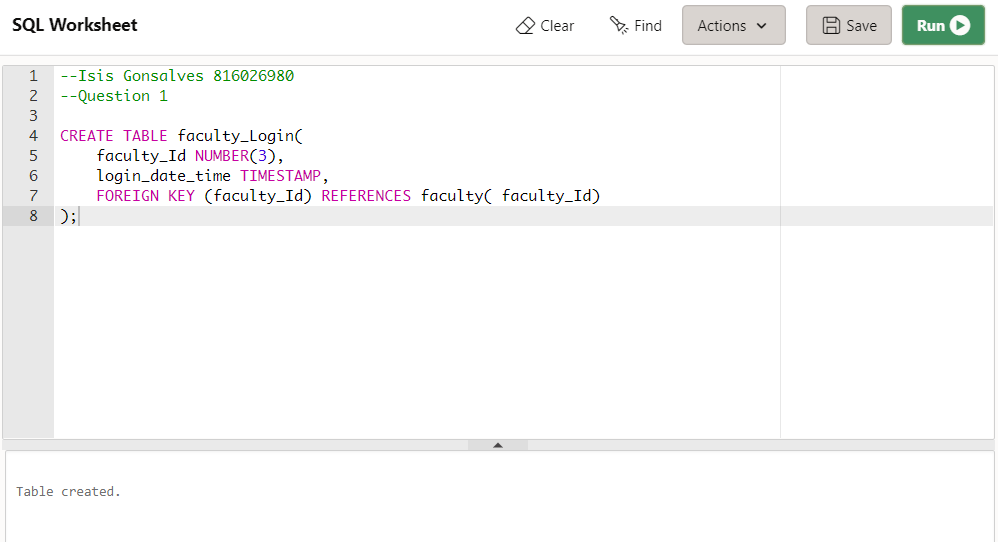 SQL Worksheet Clear Find Actions Save Run
1 --Isis Gonsalves 816026980
2 --Question 1
3
4 CREATE TABLE faculty_Login(
5 faculty_Id NUMBER(3),
6 login_date_time TIMESTAMP,
7 FOREIGN KEY (faculty_Id) REFERENCES faculty( faculty_Id)
8 );
Table created.